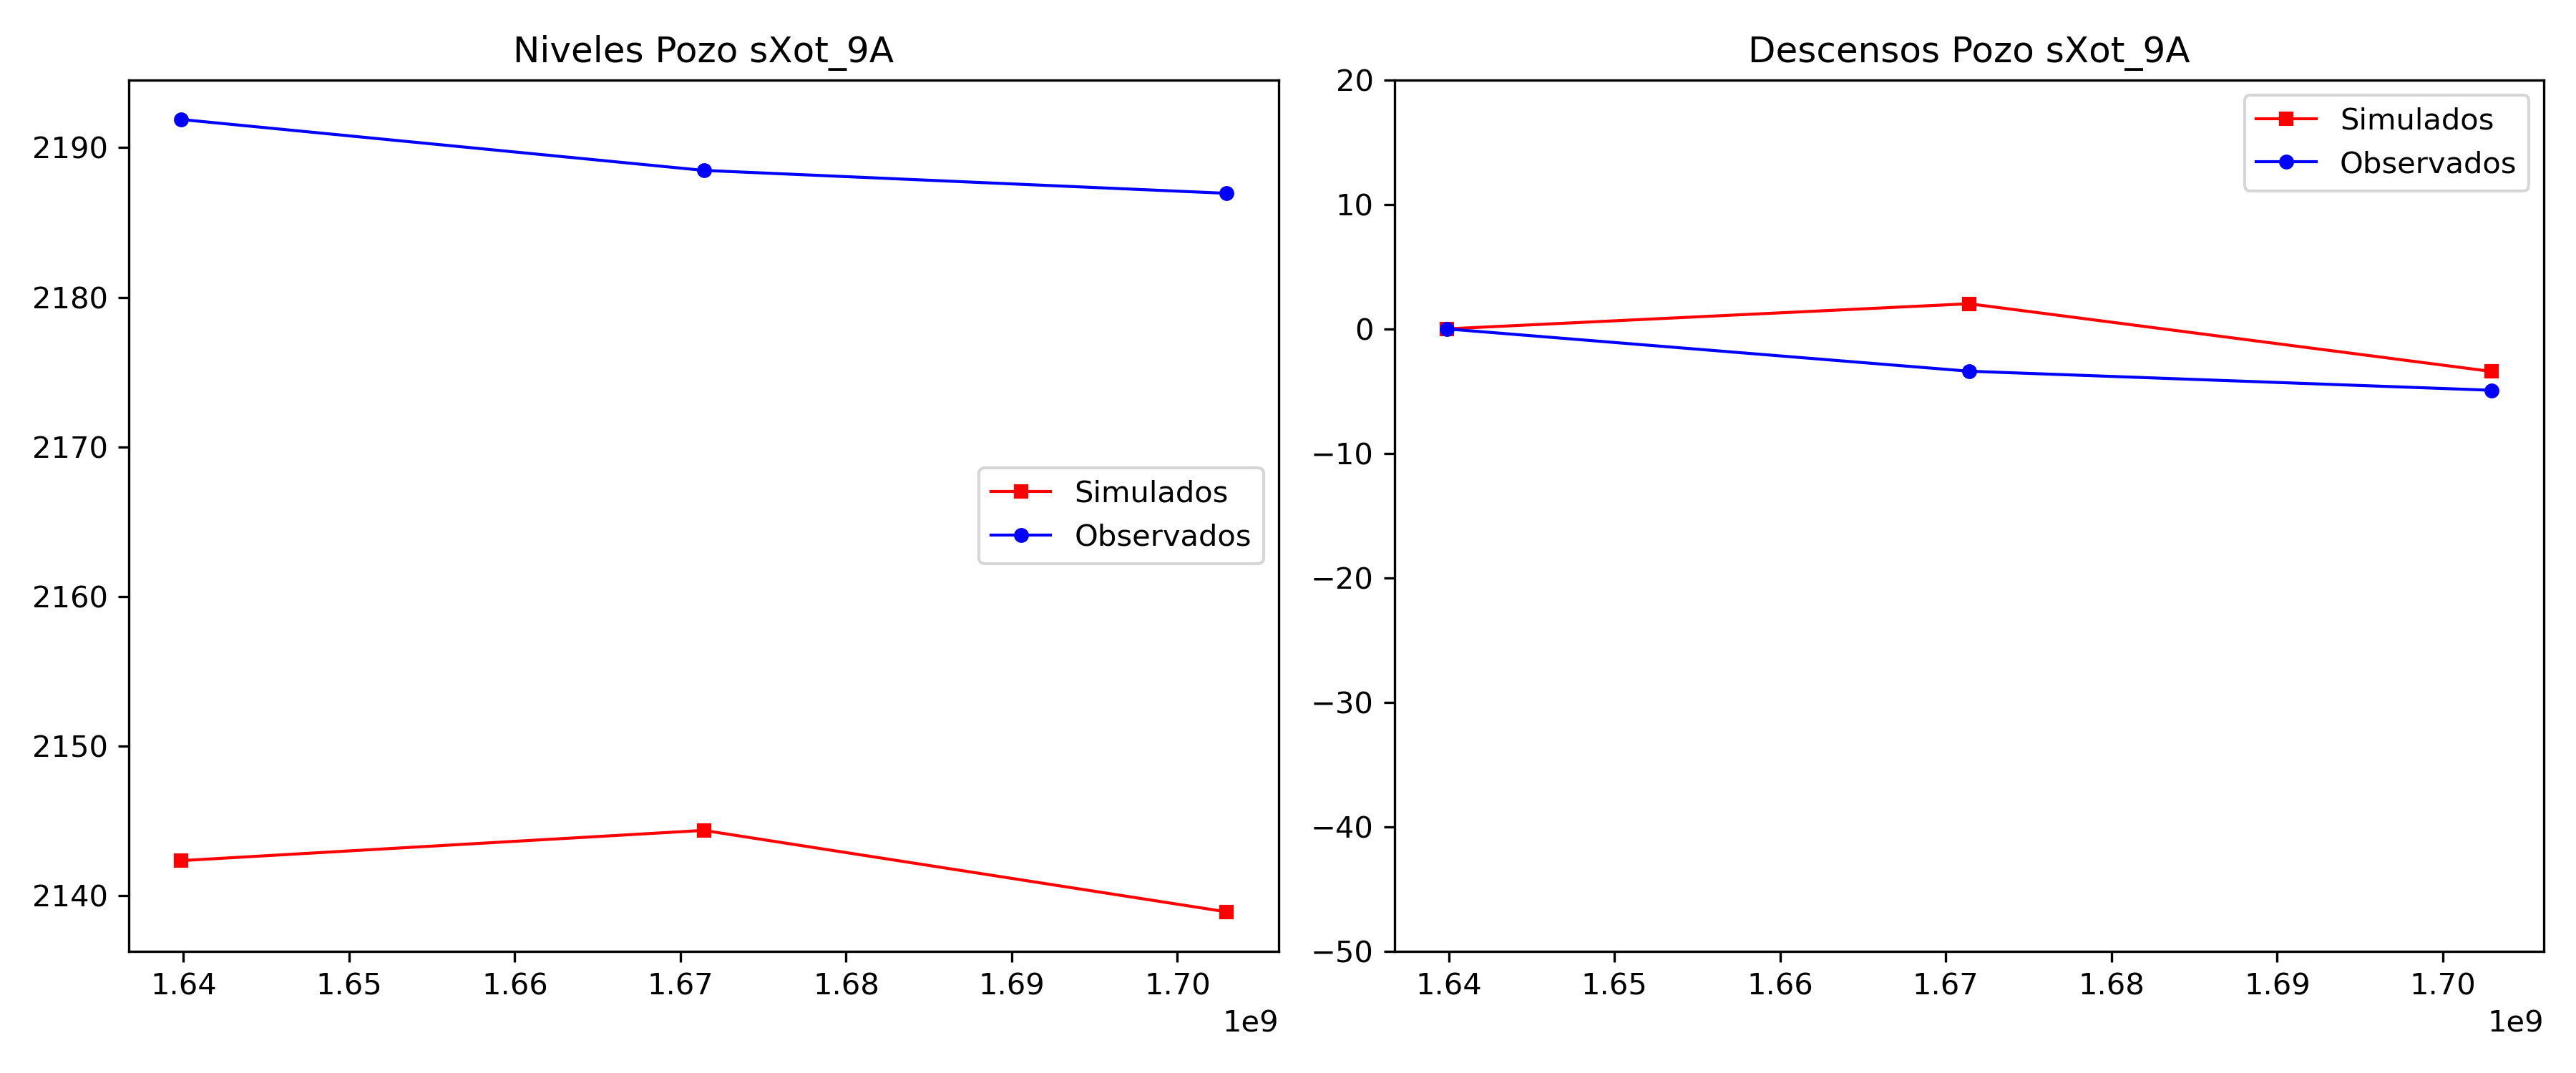 Niveles Pozo sXot_9A
2190
2180
2170
2160
2150
2140
Simulados
Observados
1.64 1.65 1.66 1.67 1.68 1.69 1.70
1e9
Descensos Pozo sXot_9A
20
10
0
−10
−20
−30
−40
−50
Simulados
Observados
1.64 1.65 1.66 1.67 1.68 1.69 1.70
1e9